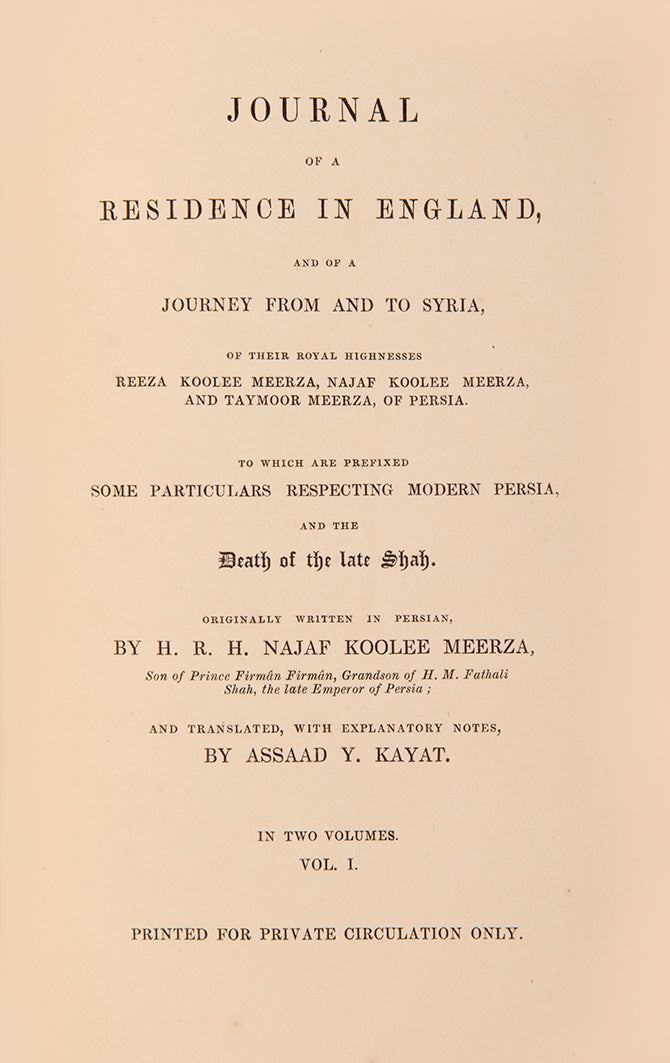 JOURNAL
OF A
RESIDENCE IN ENGLAND,
AND OF A
JOURNEY FROM AND TO SYRIA,
OF THEIR ROYAL HIGHNESSES
REEZA KOOLEE MEERZA, NAJAF KOOLEE MEERZA,
AND TAYMOOR MEERZA, OF PERSIA.
TO WHICH ARE PREFIXED
SOME PARTICULARS RESPECTING MODERN PERSIA,
AND THE
Death of the late Shah.
ORIGINALLY WRITTEN IN PERSIAN,
BY H. R. H. NAJAF KOOLEE MEERZA,
Son of Prince Firmán Firmán, Grandson of H. M. Fathali
Shah, the late Emperor of Persia ;
AND TRANSLATED, WITH EXPLANATORY NOTES,
BY ASSAAD Y. KAYAT.
IN TWO VOLUMES.
VOL. I.
PRINTED FOR PRIVATE CIRCULATION ONLY.